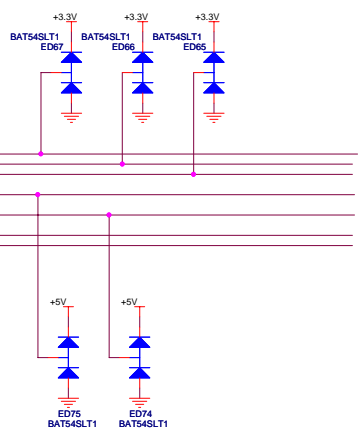 +3.3V +3.3V +3.3V
BAT54SLT1 BAT54SLT1 BAT54SLT1
ED67 ED66 ED65
+5V +5V
ED75 ED74
BAT54SLT1 BAT54SLT1